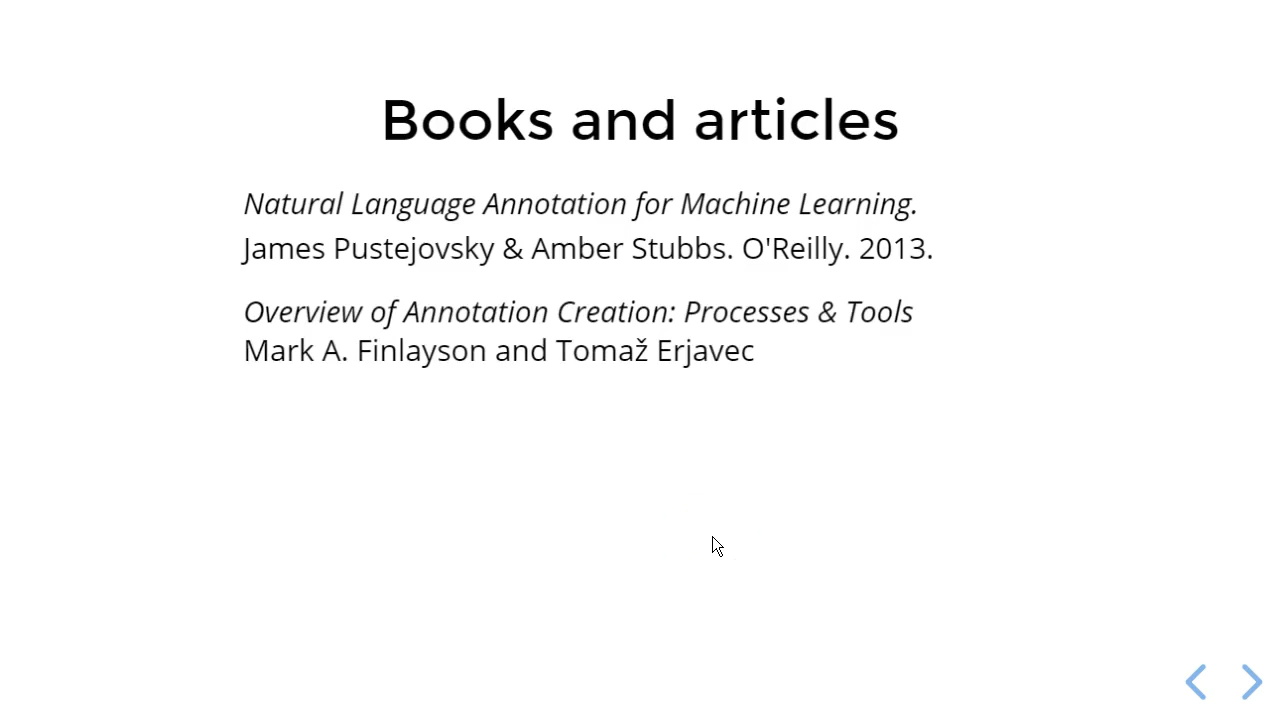 Books and articles
Natural Language Annotation for Machine Learning.
James Pustejovsky & Amber Stubbs. O'Reilly. 2013.
Overview of Annotation Creation: Processes & Tools
Mark A. Finlayson and Tomaž Erjavec